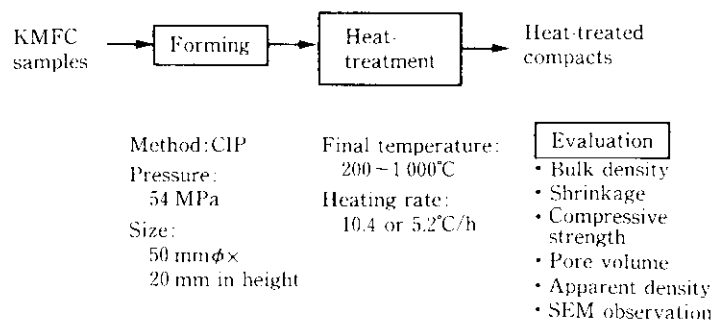 KMFC
samples
Forming
Heat-
treatment
Heat-treated
compacts
Method:CIP
Pressure:
54 MPa
Size:
50 mmφ×
20 mm in height
Final temperature:
200~1 000°C
Heating rate:
10.4 or 5.2°C/h
Evaluation
• Bulk density
• Shrinkage
• Compressive
strength
• Pore volume
• Apparent density
• SEM observation